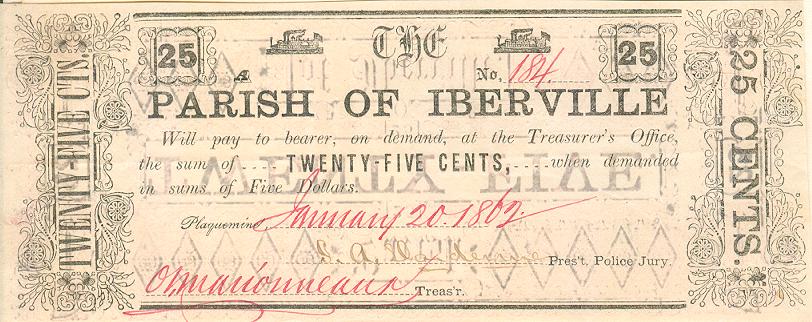 TWENTY-FIVE CTS.
25 THE 25
A No. 184.
PARISH OF IBERVILLE
Will pay to bearer, on demand, at the Treasurer's Office,
the sum of TWENTY-FIVE CENTS, when demanded
in sums of Five Dollars.
Plaquemine January 20. 1862.
Pres't. Police Jury.
Treas'r.
25 CENTS.